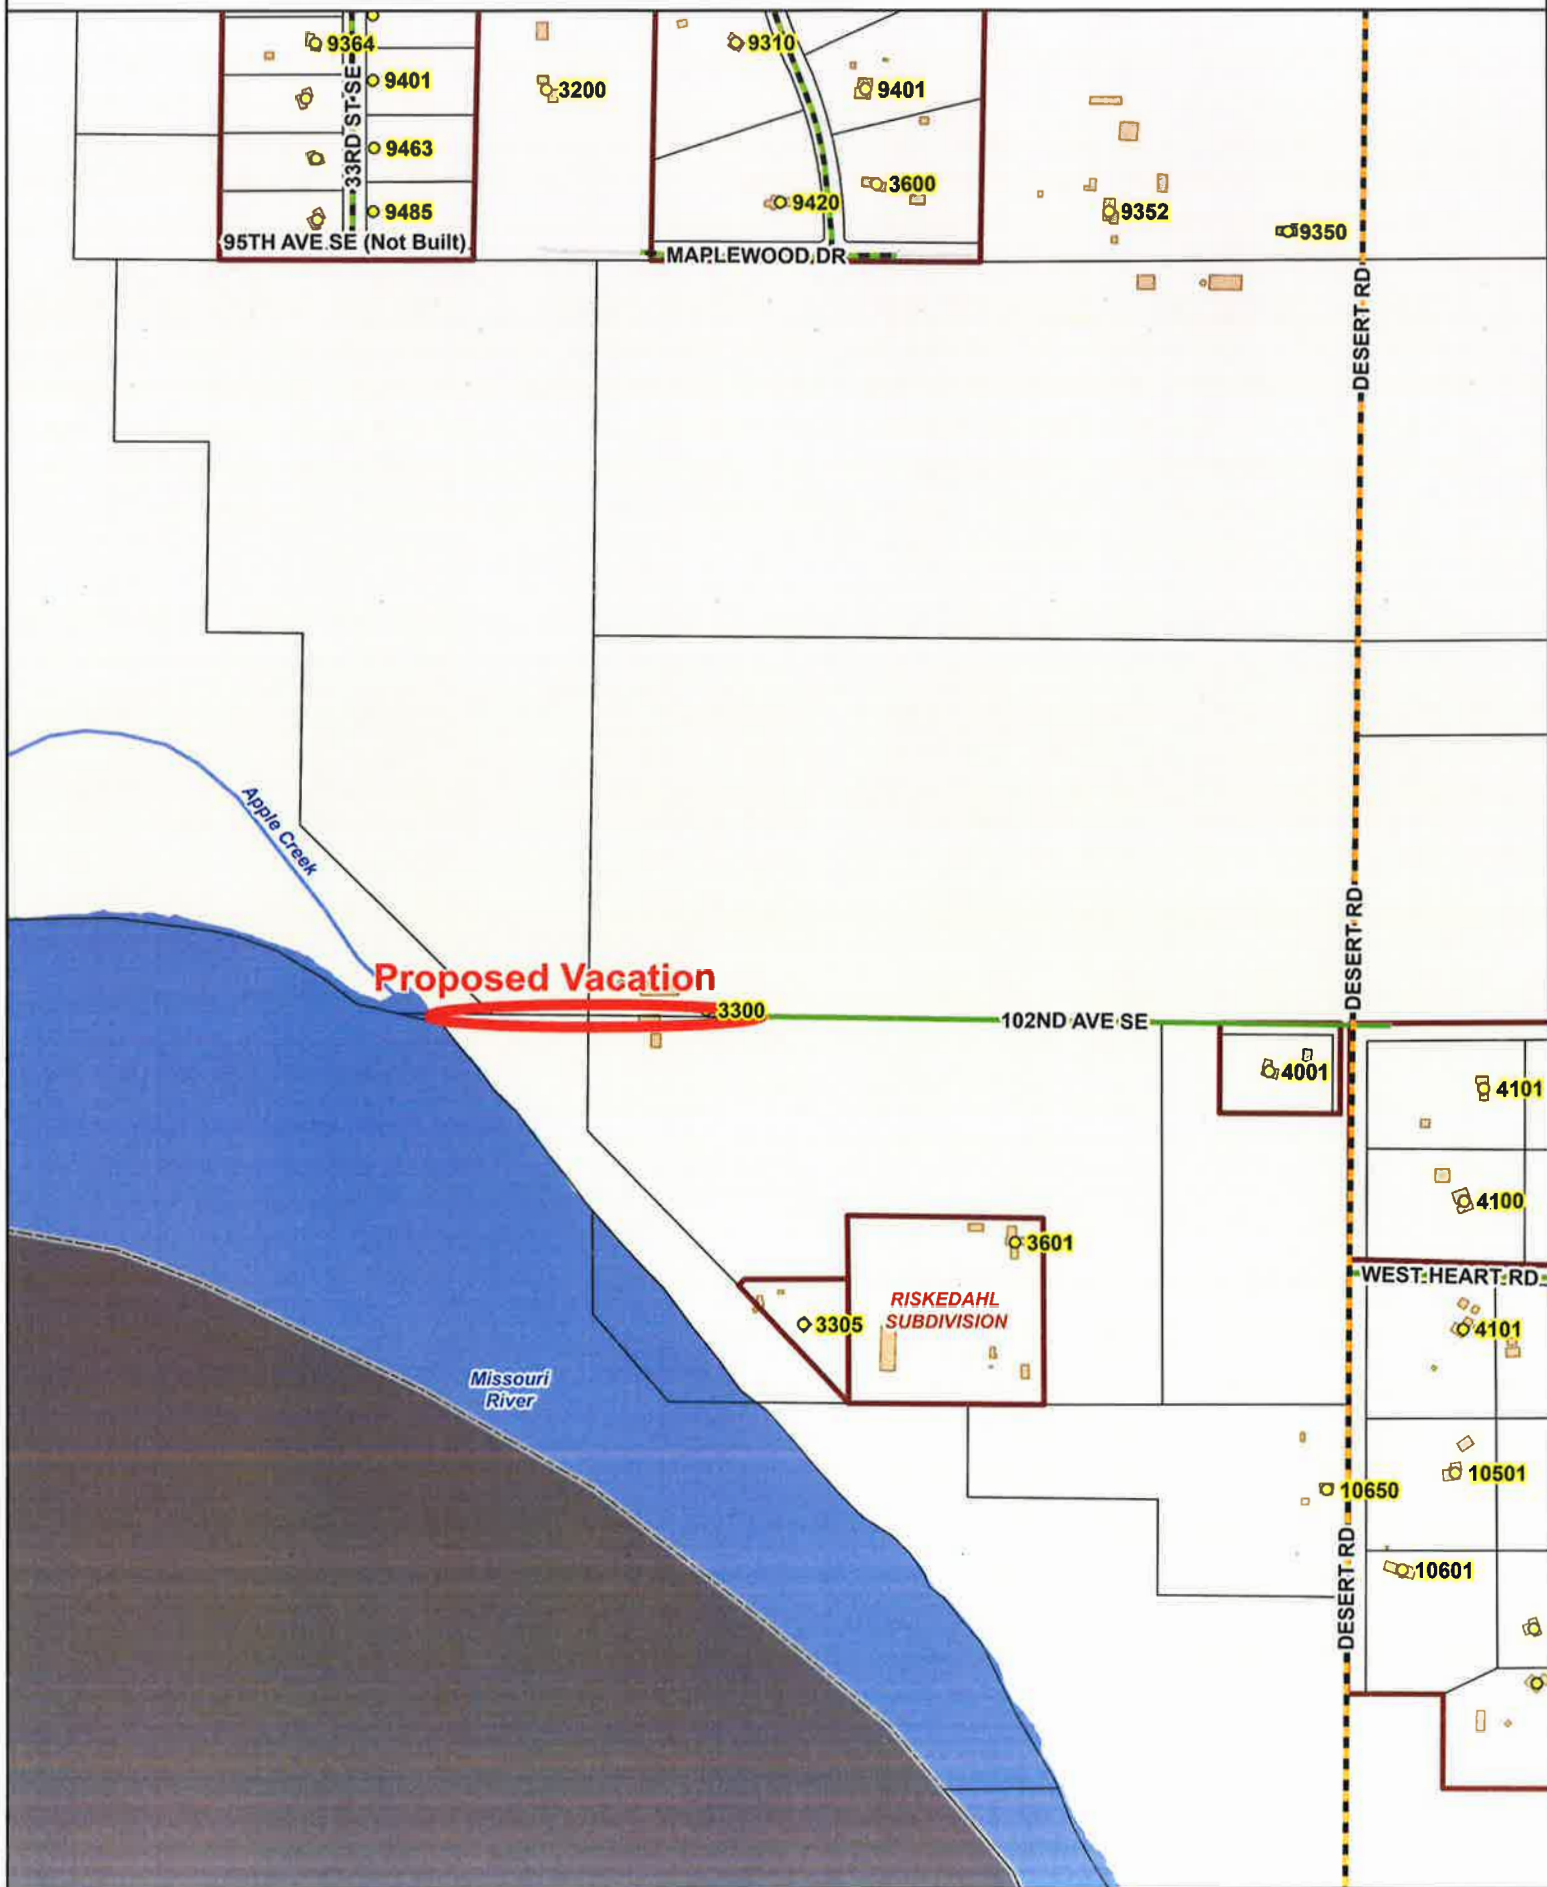 9364
9401
9463
9485
33RD ST SE
95TH AVE SE (Not Built)
3200
9310
9401
3600
9420
MAPLEWOOD DR
9352
9350
DESERT RD
Apple Creek
DESERT RD
Proposed Vacation
3300
102ND AVE SE
4001
4101
4100
3601
WEST HEART RD
RISKEDAHL
SUBDIVISION
3305
4101
Missouri
River
10501
10650
10601
DESERT RD